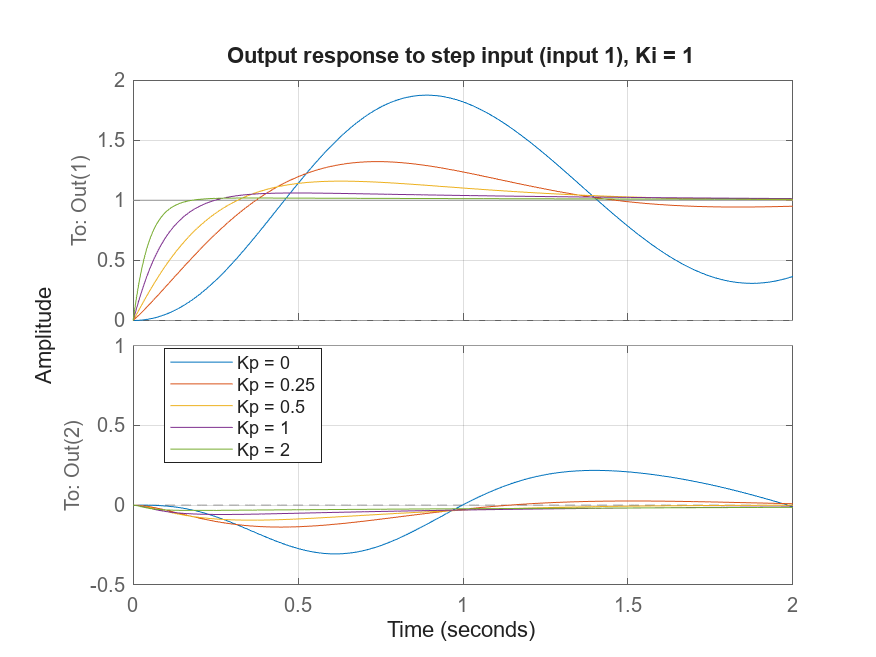 Output response to step input (input 1), Ki = 1
To: Out(1)
2
1.5
1
0.5
0
Amplitude
To: Out(2)
1
0.5
0
-0.5
Kp = 0
Kp = 0.25
Kp = 0.5
Kp = 1
Kp = 2
0
0.5
1
1.5
2
Time (seconds)